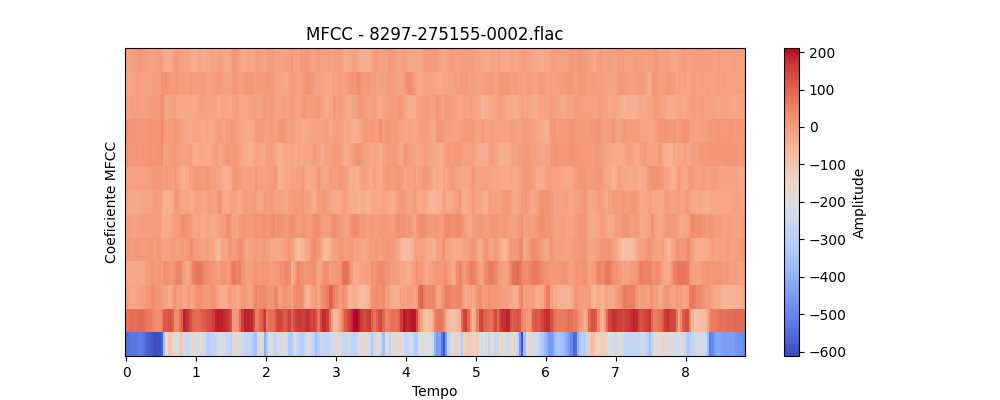 MFCC - 8297-275155-0002.flac
Coeficiente MFCC
0 1 2 3 4 5 6 7 8
Tempo
200
100
0
−100
−200
−300
−400
−500
−600
Amplitude